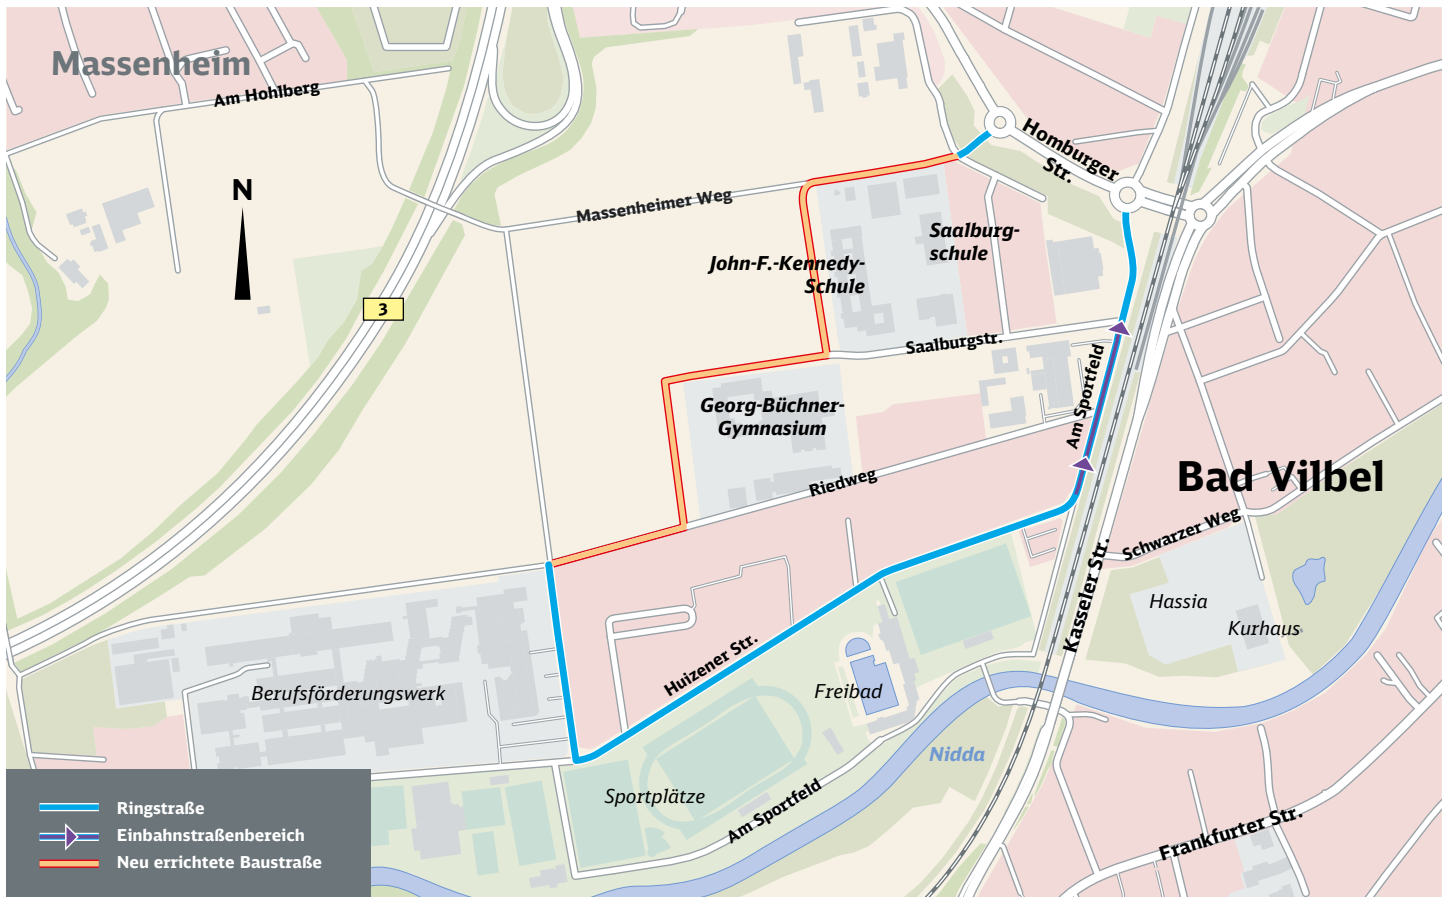 Massenheim
Am Hohlberg
N
3
Massenheimer Weg
Homburger
Str.
Saalburg-
schule
John-F.-Kennedy-
Schule
Saalburgstr.
Am Sportfeld
Georg-Büchner-
Gymnasium
Riedweg
Bad Vilbel
Schwarzer Weg
Kasseler Str.
Hassia
Kurhaus
Huizener Str.
Berufsförderungswerk
Freibad
Nidda
Sportplätze
Am Sportfeld
Frankfurter Str.
Ringstraße
Einbahnstraßenbereich
Neu errichtete Baustraße